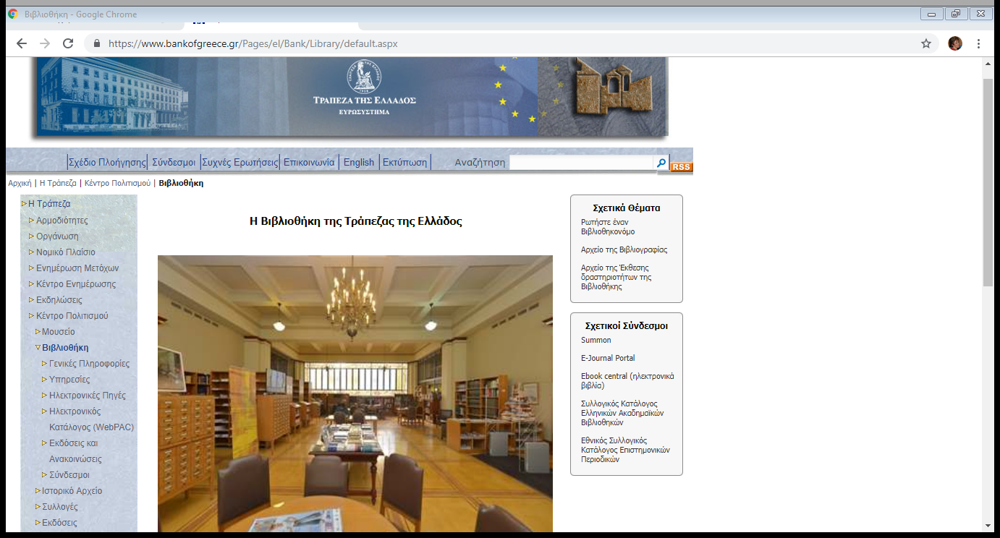 Βιβλιοθήκη - Google Chrome
https://www.bankofgreece.gr/Pages/el/Bank/Library/default.aspx
ΤΡΑΠΕΖΑ ΤΗΣ ΕΛΛΑΔΟΣ
ΕΥΡΩΣΥΣΤΗΜΑ
Σχέδιο Πλοήγησης Σύνδεσμοι Συχνές Ερωτήσεις Επικοινωνία English Εκτύπωση Αναζήτηση RSS
Αρχική | Η Τράπεζα | Κέντρο Πολιτισμού | Βιβλιοθήκη
Η Τράπεζα
Αρμοδιότητες
Οργάνωση
Νομικό Πλαίσιο
Ενημέρωση Μετόχων
Κέντρο Ενημέρωσης
Εκδηλώσεις
Κέντρο Πολιτισμού
Μουσείο
Βιβλιοθήκη
Γενικές Πληροφορίες
Υπηρεσίες
Ηλεκτρονικές Πηγές
Ηλεκτρονικός
Κατάλογος (WebPAC)
Εκδόσεις και
Ανακοινώσεις
Σύνδεσμοι
Ιστορικό Αρχείο
Συλλογές
Εκδόσεις
Η Βιβλιοθήκη της Τράπεζας της Ελλάδος
Σχετικά Θέματα
Ρωτήστε έναν
Βιβλιοθηκονόμο
Αρχείο της Βιβλιογραφίας
Αρχείο της Έκθεσης
δραστηριοτήτων της
Βιβλιοθήκης
Σχετικοί Σύνδεσμοι
Summon
E-Journal Portal
Ebook central (ηλεκτρονικά
βιβλία)
Συλλογικός Κατάλογος
Ελληνικών Ακαδημαϊκών
Βιβλιοθηκών
Εθνικός Συλλογικός
Κατάλογος Επιστημονικών
Περιοδικών